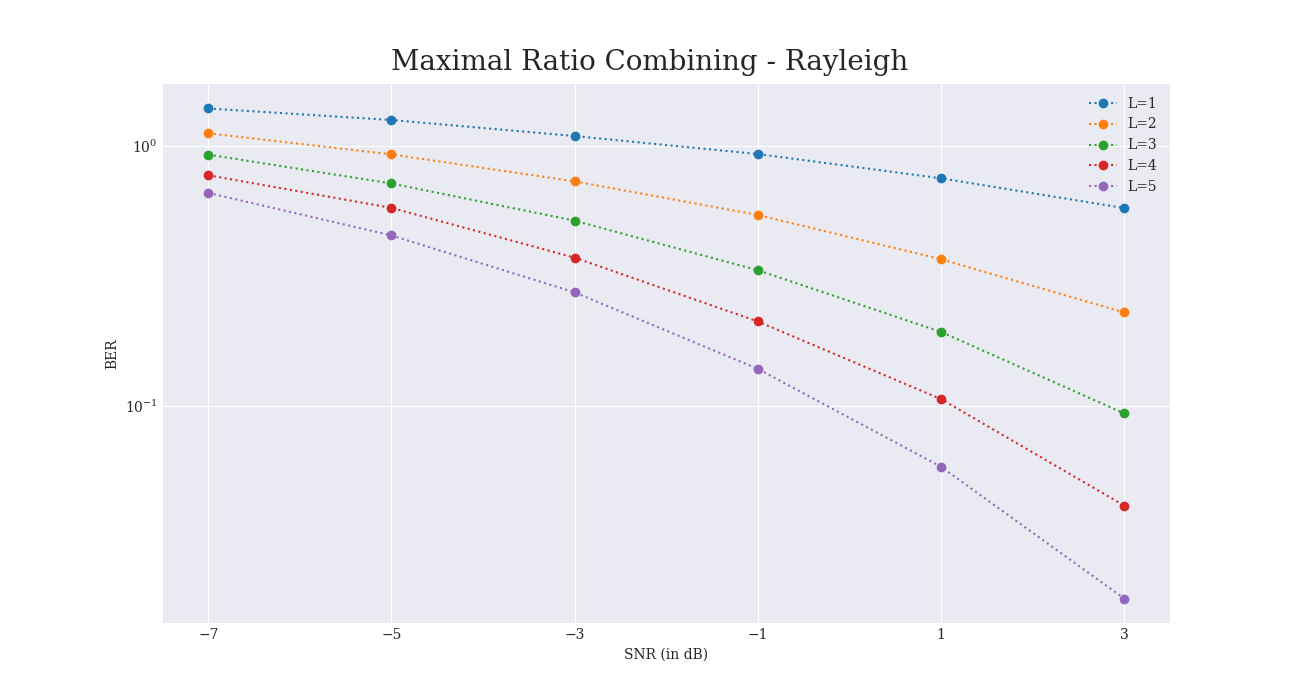 Maximal Ratio Combining - Rayleigh
L=1
L=2
L=3
L=4
L=5
10⁰
10⁻¹
BER
−7 −5 −3 −1 1 3
SNR (in dB)